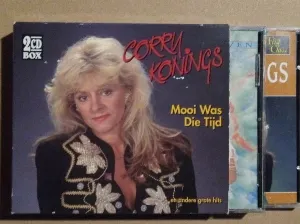 2CD
BOX
CORRY
KONINGS
Mooi Was
Die Tijd
en andere grote hits
GS